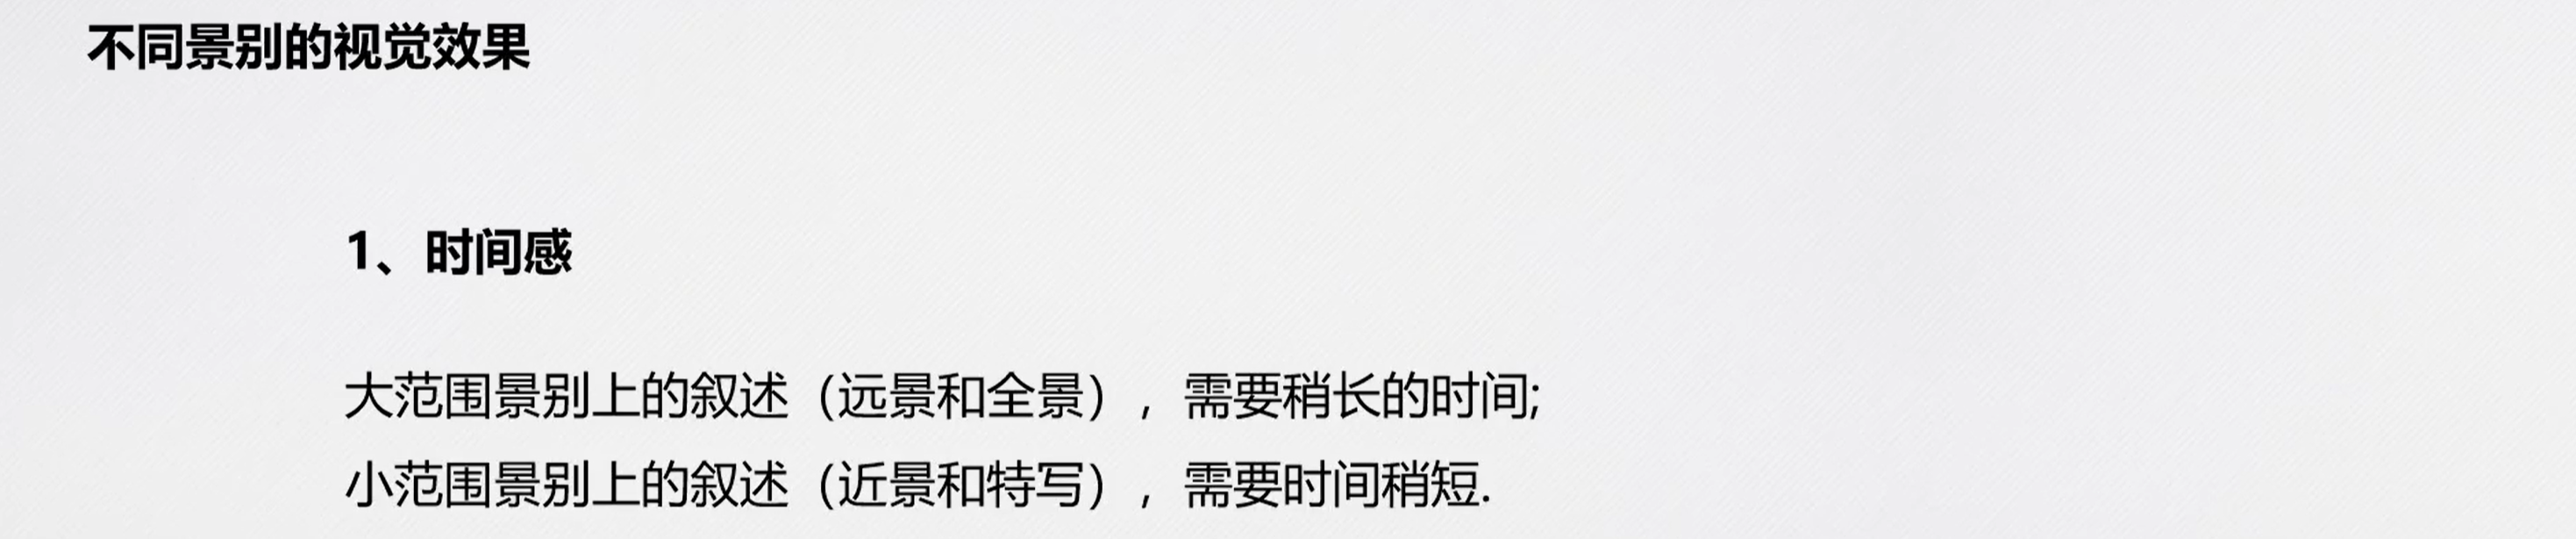 不同景别的视觉效果
1、时间感
大范围景别上的叙述（远景和全景），需要稍长的时间;
小范围景别上的叙述（近景和特写），需要时间稍短.